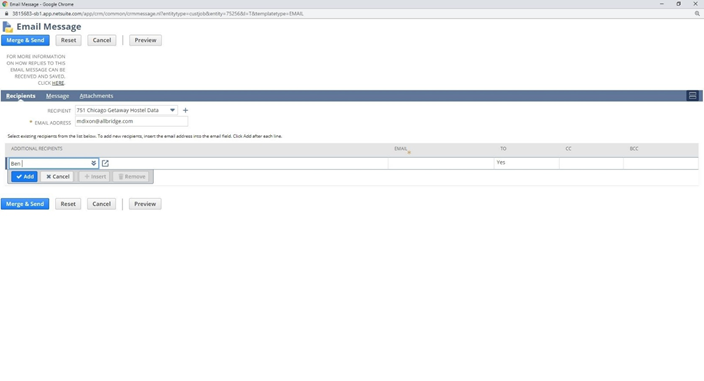 Email Message - Google Chrome
3815683-sb1.app.netsuite.com/app/crm/common/crmmessage.nl?entitytype=custjob&entity=75256&l=T&templatetype=EMAIL
Email Message
Merge & Send Reset Cancel Preview
FOR MORE INFORMATION
ON HOW REPLIES TO THIS
EMAIL MESSAGE CAN BE
RECEIVED AND SAVED,
CLICK HERE.
Recipients Message Attachments
RECIPIENT 751 Chicago Getaway Hostel Data
* EMAIL ADDRESS mdixon@allbridge.com
Select existing recipients from the list below. To add new recipients, insert the email address into the email field. Click Add after each line.
ADDITIONAL RECIPIENTS EMAIL TO CC BCC
Ben Yes
Add Cancel Insert Remove
Merge & Send Reset Cancel Preview